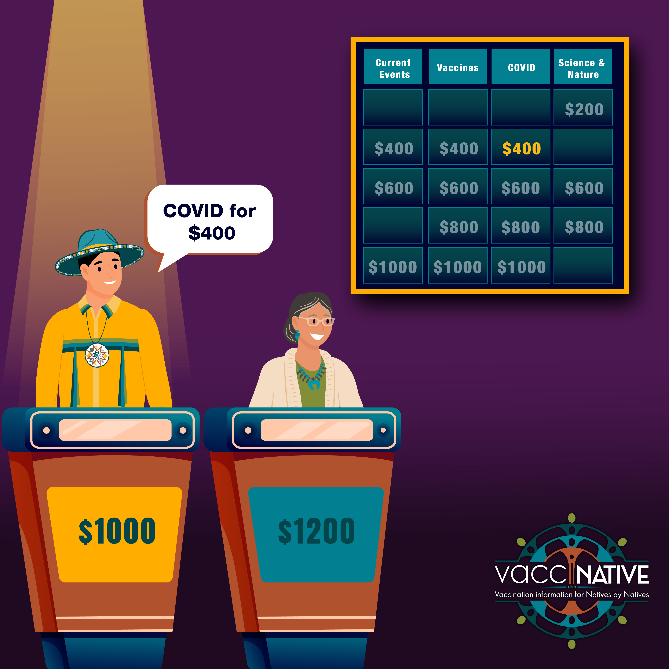 Current
Events
Vaccines
COVID
Science &
Nature
$200
$400
$400
$400
$600
$600
$600
$600
$800
$800
$800
$1000
$1000
$1000
COVID for
$400
$1000
$1200
VACCINATIVE
Vaccination information for Natives by Natives